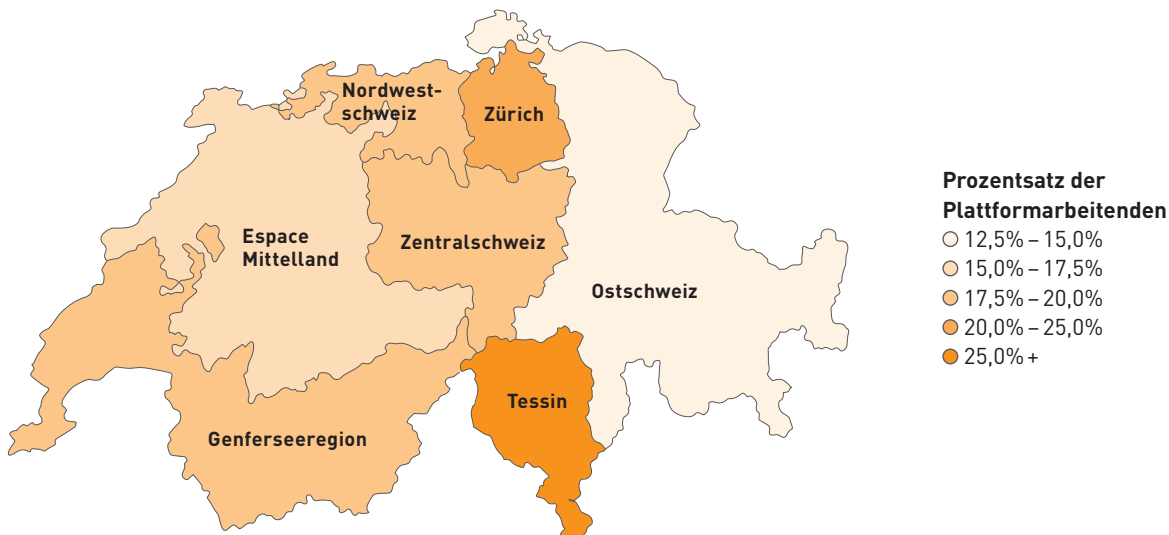 Nordwest-
schweiz
Zürich
Espace
Mittelland
Zentralschweiz
Ostschweiz
Tessin
Genferseeregion
Prozentsatz der
Plattformarbeitenden
12,5% – 15,0%
15,0% – 17,5%
17,5% – 20,0%
20,0% – 25,0%
25,0% +